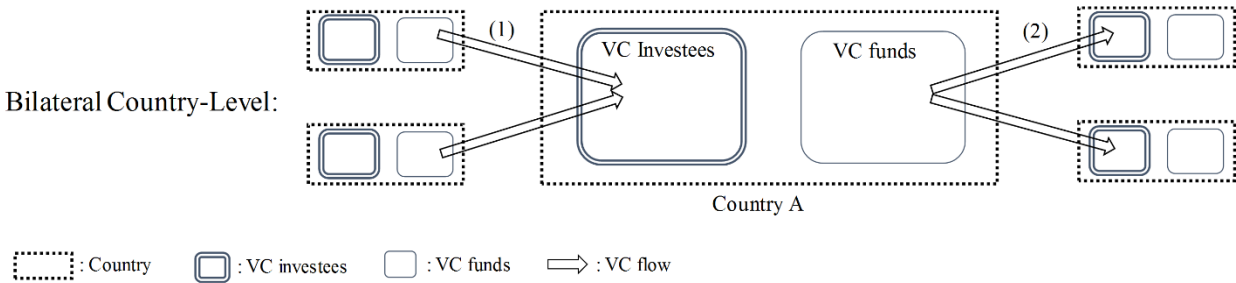 (1)
(2)
VC Investees
VC funds
Bilateral Country-Level:
Country A
: Country
: VC investees
: VC funds
: VC flow